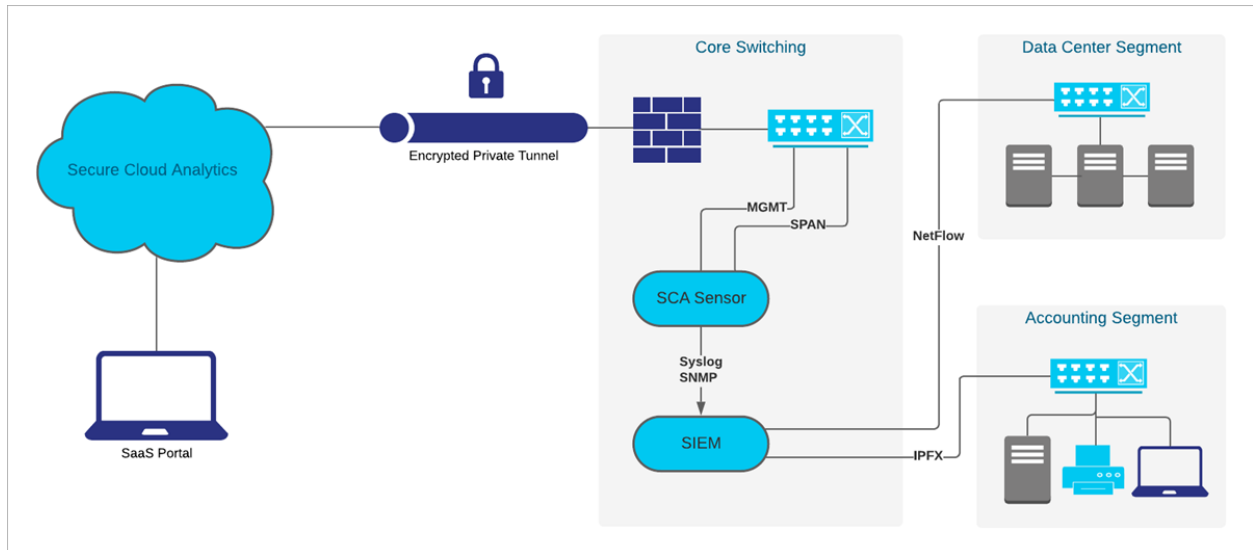 Core Switching
Data Center Segment
Secure Cloud Analytics
Encrypted Private Tunnel
MGMT
SPAN
NetFlow
SCA Sensor
Accounting Segment
Syslog
SNMP
SIEM
IPFX
SaaS Portal